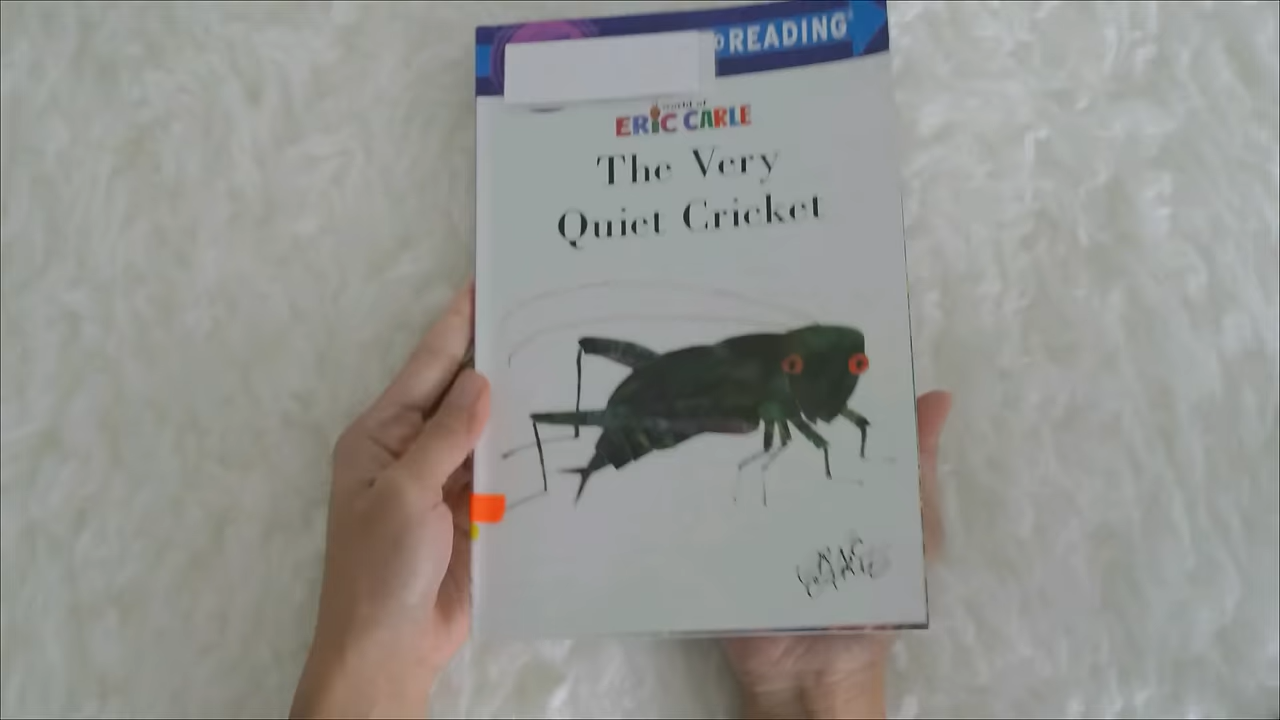 READING
world of
ERIC CARLE
The Very
Quiet Cricket